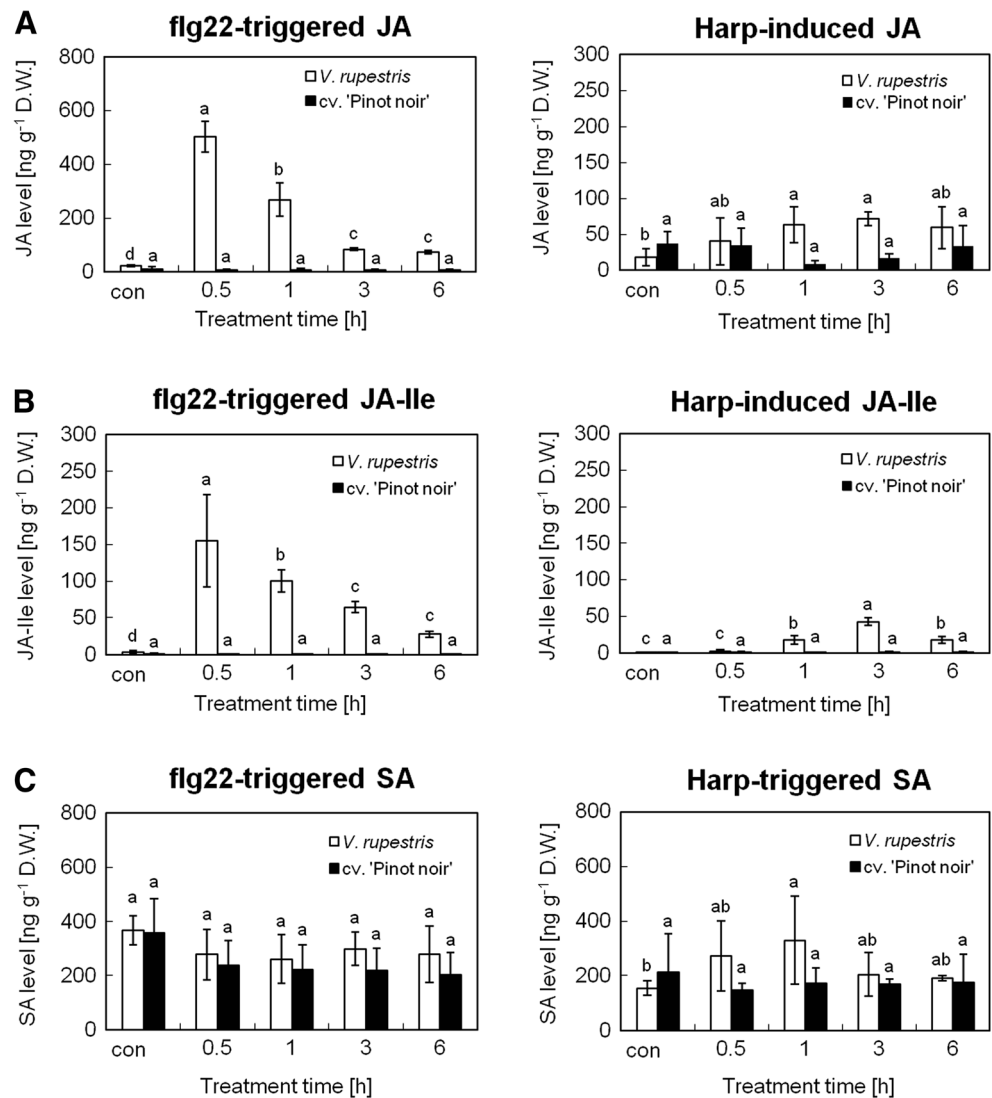 A
flg22-triggered JA
JA level [ng g⁻¹ D.W.]
800
600
400
200
0
V. rupestris
cv. 'Pinot noir'
d a a a b a c a c a
con 0.5 1 3 6
Treatment time [h]
Harp-induced JA
JA level [ng g⁻¹ D.W.]
300
250
200
150
100
50
0
V. rupestris
cv. 'Pinot noir'
b a ab a a a a a ab a
con 0.5 1 3 6
Treatment time [h]
B
flg22-triggered JA-Ile
JA-Ile level [ng g⁻¹ D.W.]
300
250
200
150
100
50
0
V. rupestris
cv. 'Pinot noir'
d a a a b a c a c a
con 0.5 1 3 6
Treatment time [h]
Harp-induced JA-Ile
JA-Ile level [ng g⁻¹ D.W.]
300
250
200
150
100
50
0
V. rupestris
cv. 'Pinot noir'
c a c a b a a a b a
con 0.5 1 3 6
Treatment time [h]
C
flg22-triggered SA
SA level [ng g⁻¹ D.W.]
800
600
400
200
0
V. rupestris
cv. 'Pinot noir'
a a a a a a a a a a
con 0.5 1 3 6
Treatment time [h]
Harp-triggered SA
SA level [ng g⁻¹ D.W.]
800
600
400
200
0
V. rupestris
cv. 'Pinot noir'
b a ab a a a ab a ab a
con 0.5 1 3 6
Treatment time [h]